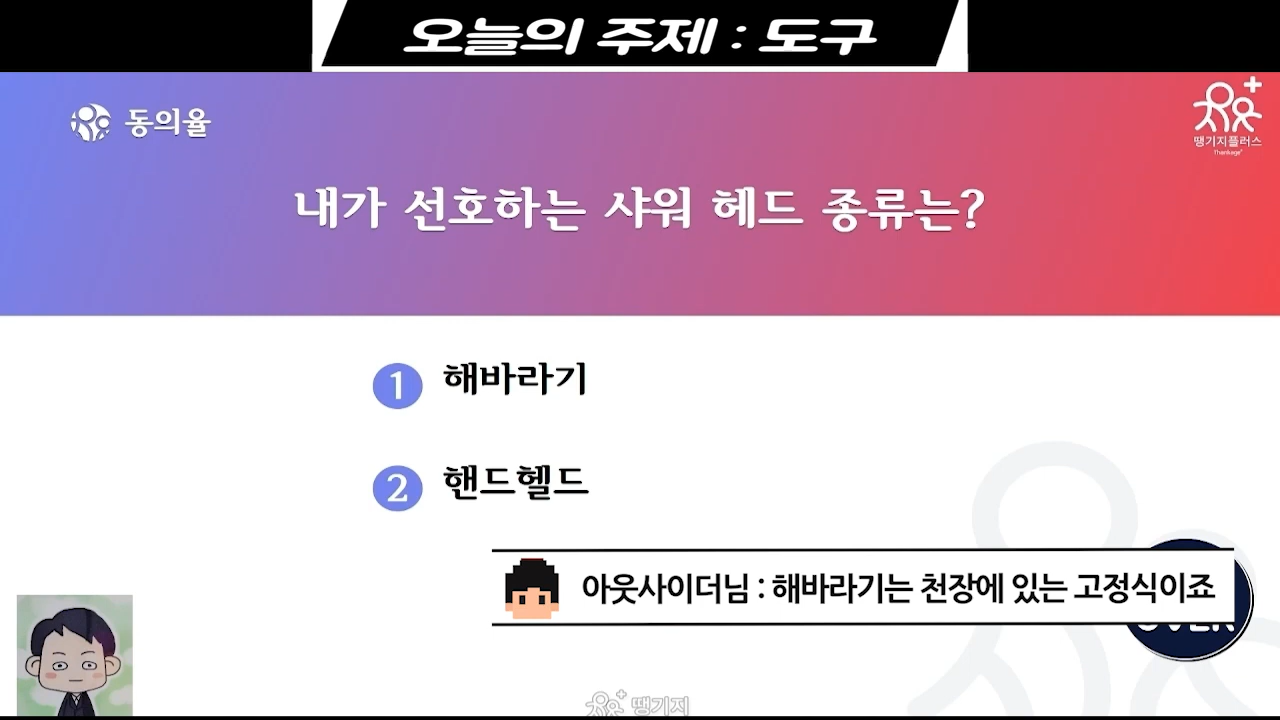 오늘의 주제 : 도구
동의율
땡기지플러스
Thankage+
내가 선호하는 샤워 헤드 종류는?
1 해바라기
2 핸드헬드
아웃사이더님 : 해바라기는 천장에 있는 고정식이죠
땡기지